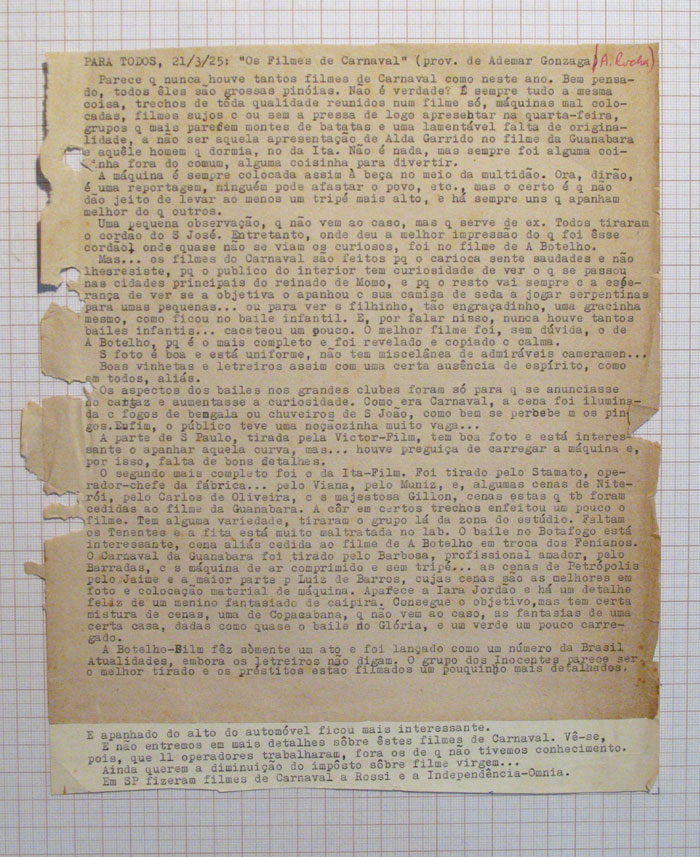 PARA TODOS, 21/3/25: "Os Filmes de Carnaval" (prov. de Ademar Gonzaga (A. Rocha)
Parece q nunca houve tantos filmes de Carnaval como neste ano. Bem pensa-
do, todos êles são grossas pinóias. Não é verdade? É sempre tudo a mesma
coisa, trechos de tôda qualidade reunidos num filme só, máquinas mal colo-
cadas, filmes sujos c ou sem a pressa de logo apresentar na quarta-feira,
grupos q mais parefem montes de batatas e uma lamentável falta de origina-
lidade, a não ser aquela apresentação de Alda Garrido no filme da Guanabara
e aquêle homem q dormia, no da Ita. Não é nada, mas sempre foi alguma coi-
sinha fora do comum, alguma coisinha para divertir.
A máquina é sempre colocada assim à beça no meio da multidão. Ora, dirão,
é uma reportagem, ninguém pode afastar o povo, etc., mas o certo é q não
dão jeito de levar ao menos um tripé mais alto, e há sempre uns q apanham
melhor do q outros.
Uma pequena observação, q não vem ao caso, mas q serve de ex. Todos tiraram
o cordão do S José. Entretanto, onde deu a melhor impressão do q foi êsse
cordão, onde quase não se viam os curiosos, foi no filme de A Botelho.
Mas... os filmes do Carnaval são feitos pq o carioca sente saudades e não
lhesresiste, pq o publico do interior tem curiosidade de ver o q se passou
nas cidades principais do reinado de Momo, e pq o resto vai sempre c a espe-
rança de ver se a objetiva o apanhou c sua camisa de seda a jogar serpentinas
para umas pequenas... ou para ver s filhinho, tão engraçadinho, uma gracinha
mesmo, como ficou no baile infantil. E, por falar nisso, nunca houve tantos
bailes infantis... caceteou um pouco. O melhor filme foi, sem dúvida, o de
A Botelho, pq é o mais completo e foi revelado e copiado c calma.
S foto é boa e está uniforme, não tem miscelânea de admiráveis cameramen...
Boas vinhetas e letreiros assim com uma certa ausência de espírito, como
em todos, aliás.
Os aspectos dos bailes nos grandes clubes foram só para q se anunciasse
no cartaz e aumentasse a curiosidade. Como era Carnaval, a cena foi ilumina-
da c fogos de bengala ou chuveiros de S João, como bem se perbebe m os pin
gos.Enfim, o público teve uma noçãozinha muito vaga...
A parte de S Paulo, tirada pela Victor-Film, tem boa foto e está interes-
sante o apanhar aquela curva, mas... houve preguiça de carregar a máquina e,
por isso, falta de bons detalhes.
O segundo mais completo foi o da Ita-Film. Foi tirado pelo Stamato, ope-
rador-chefe da fábrica... pelo Viana, pelo Muniz, e, algumas cenas de Nite-
rói, pelo Carlos de Oliveira, c s majestosa Gillon, cenas estas q tb foram
cedidas ao filme da Guanabara. A côr em certos trechos enfeitou um pouco o
filme. Tem alguma variedade, tiraram o grupo lá da zona do estúdio. Faltam
os Tenentes e a fita está muito maltratada no lab. O baile no Botafogo está
interessante, cena aliás cedida ao filme de A Botelho em troca dos Fenianos.
O Carnaval da Guanabara foi tirado pelo Barbosa, profissional amador, pelo
Barradas, c s máquina de ar comprimido e sem tripé... as cenas de Petrópolis
pelo Jaime e a maior parte p Luiz de Barros, cujas cenas são as melhores em
foto e colocação material de máquina. Aparece a Iara Jordão e há um detalhe
feliz de um menino fantasiado de caipira. Consegue o objetivo,mas tem certa
mistura de cenas, uma de Copacabana, q não vem ao caso, as fantasias de uma
certa casa, dadas como quase o baile no Glória, e um verde um pouco carre-
gado.
A Botelho-Film fêz sòmente um ato e foi lançado como um número da Brasil
Atualidades, embora os letreiros não digam. O grupo dos Inocentes parece ser
o melhor tirado e os préstitos estão filmados um pouquinho mais detalhados.
E apanhado do alto do automóvel ficou mais interessante.
E não entremos em mais detalhes sôbre êstes filmes de Carnaval. Vê-se,
pois, que 11 operadores trabalharam, fora os de q não tivemos conhecimento.
Ainda querem a diminuição do impôsto sôbre filme virgem...
Em SP fizeram filmes de Carnaval a Rossi e a Independência-Omnia.